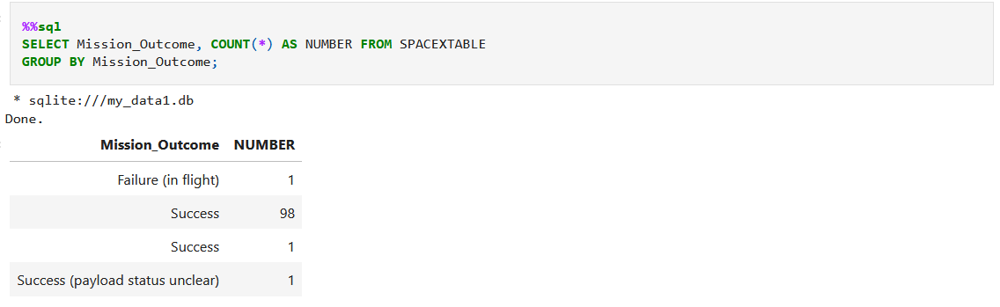 %%sql
SELECT Mission_Outcome, COUNT(*) AS NUMBER FROM SPACEXTABLE
GROUP BY Mission_Outcome;
* sqlite:///my_data1.db
Done.
Mission_Outcome NUMBER
Failure (in flight) 1
Success 98
Success 1
Success (payload status unclear) 1